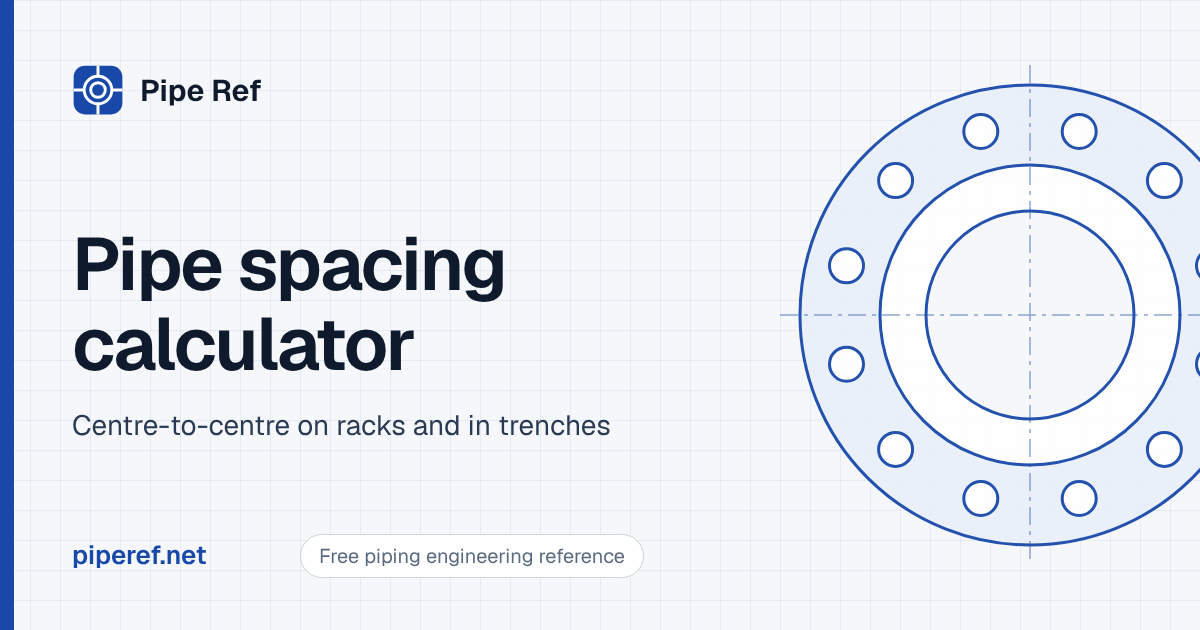 Pipe Ref
Pipe spacing
calculator
Centre-to-centre on racks and in trenches
piperef.net
Free piping engineering reference